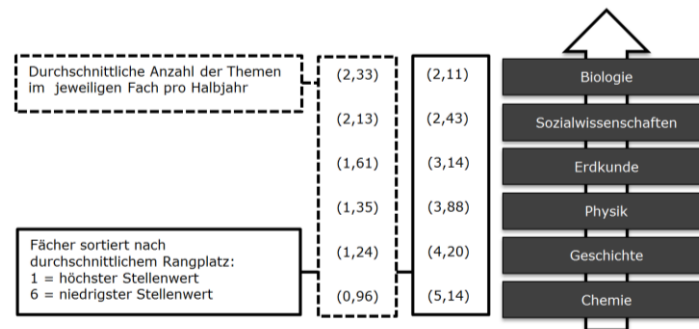 Durchschnittliche Anzahl der Themen
im jeweiligen Fach pro Halbjahr
(2,33) (2,11) Biologie
(2,13) (2,43) Sozialwissenschaften
(1,61) (3,14) Erdkunde
(1,35) (3,88) Physik
Fächer sortiert nach
durchschnittlichem Rangplatz:
1 = höchster Stellenwert
6 = niedrigster Stellenwert
(1,24) (4,20) Geschichte
(0,96) (5,14) Chemie